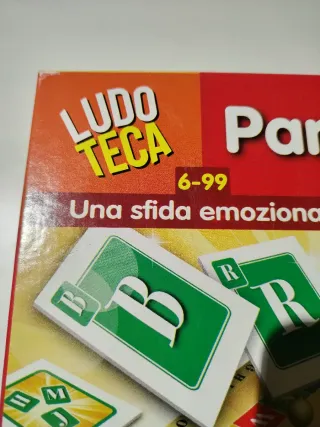 LUDO
TECA
Par
6-99
Una sfida emoziona
B
B
R
R
M
J